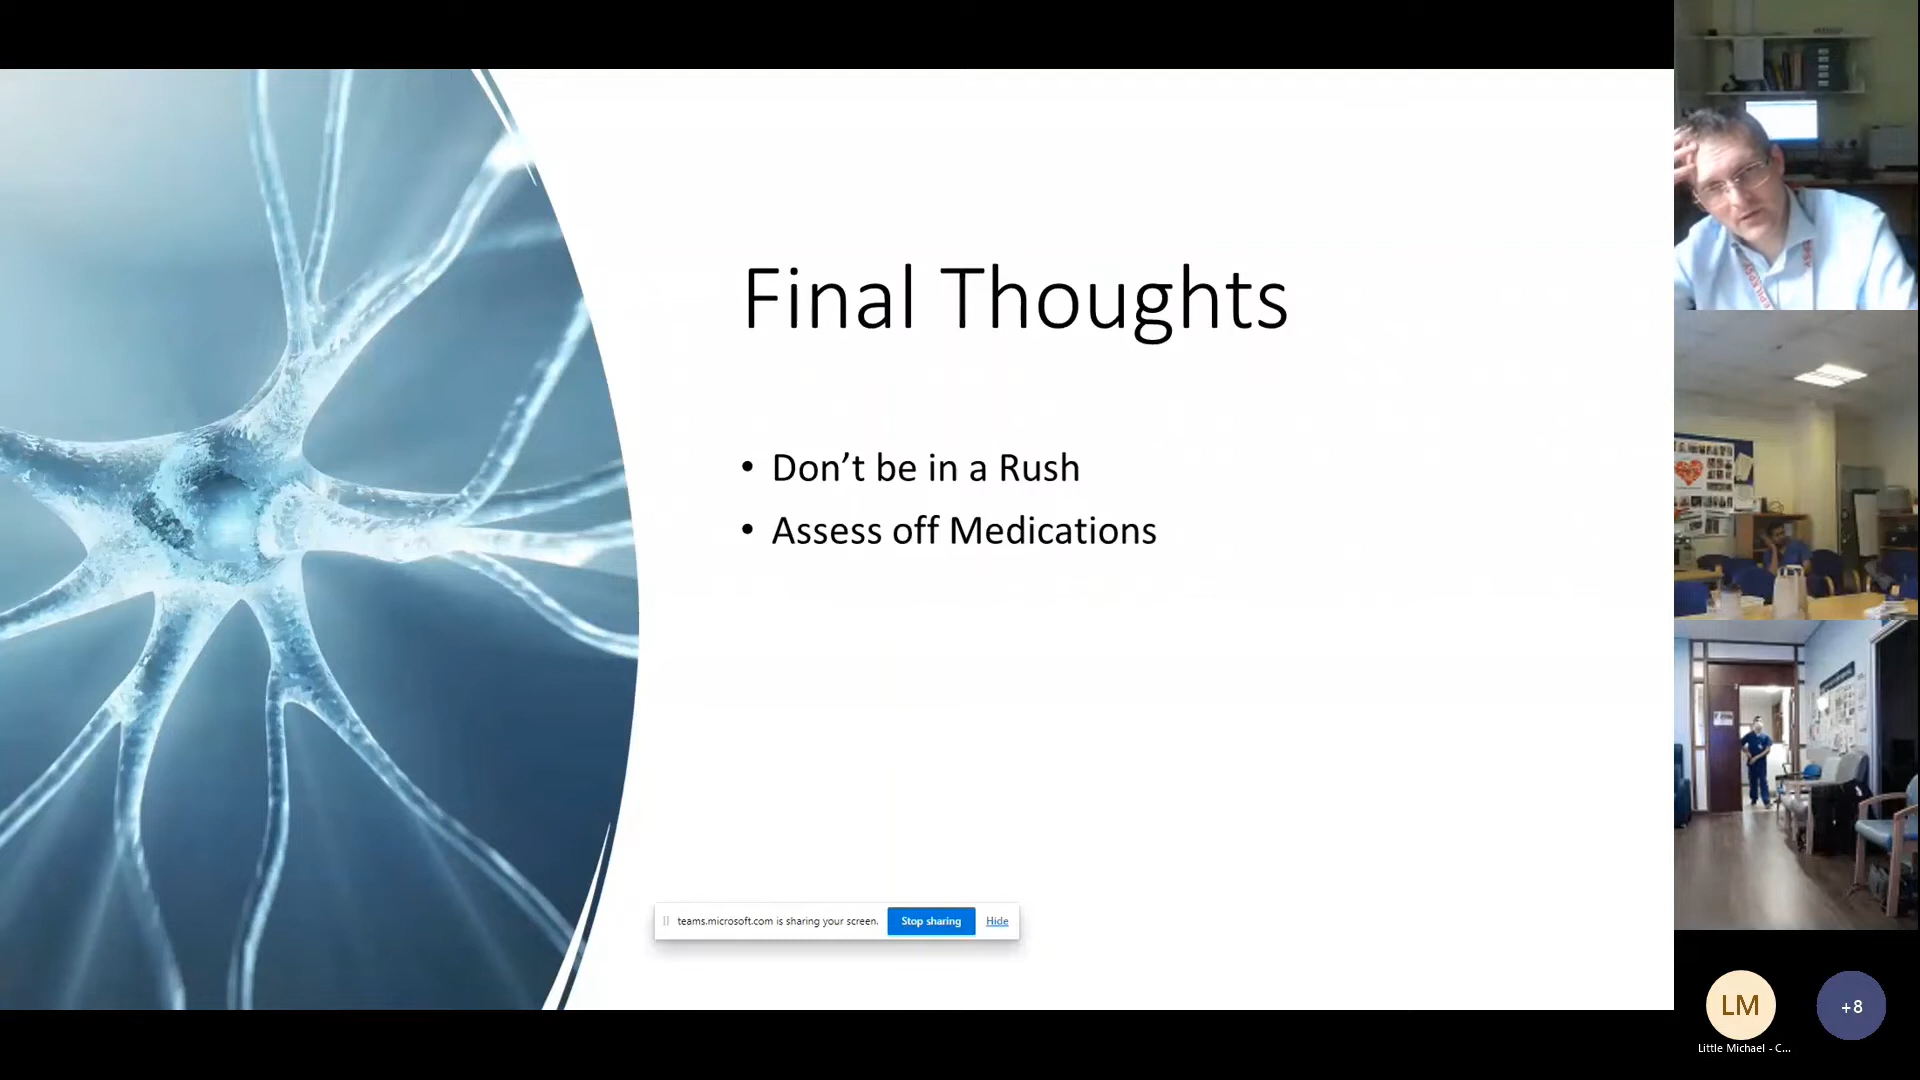 Final Thoughts
• Don’t be in a Rush
• Assess off Medications
teams.microsoft.com is sharing your screen. Stop sharing Hide
LM
+8
Little Michael - C...